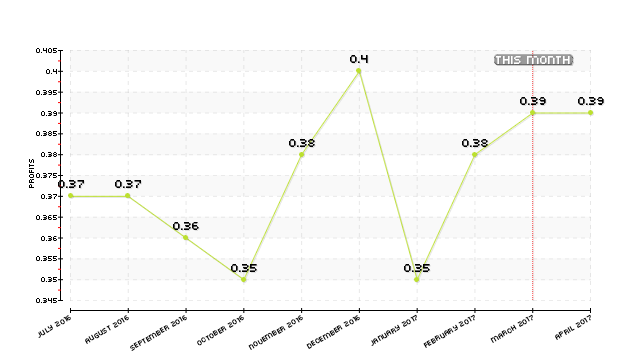 0.405
0.4
0.395
0.39
0.385
0.38
0.375
0.37
0.365
0.36
0.355
0.35
0.345
PROFITS
THIS MONTH
0.37
0.37
0.36
0.35
0.38
0.4
0.35
0.38
0.39
0.39
JULY 2016
AUGUST 2016
SEPTEMBER 2016
OCTOBER 2016
NOVEMBER 2016
DECEMBER 2016
JANUARY 2017
FEBRUARY 2017
MARCH 2017
APRIL 2017